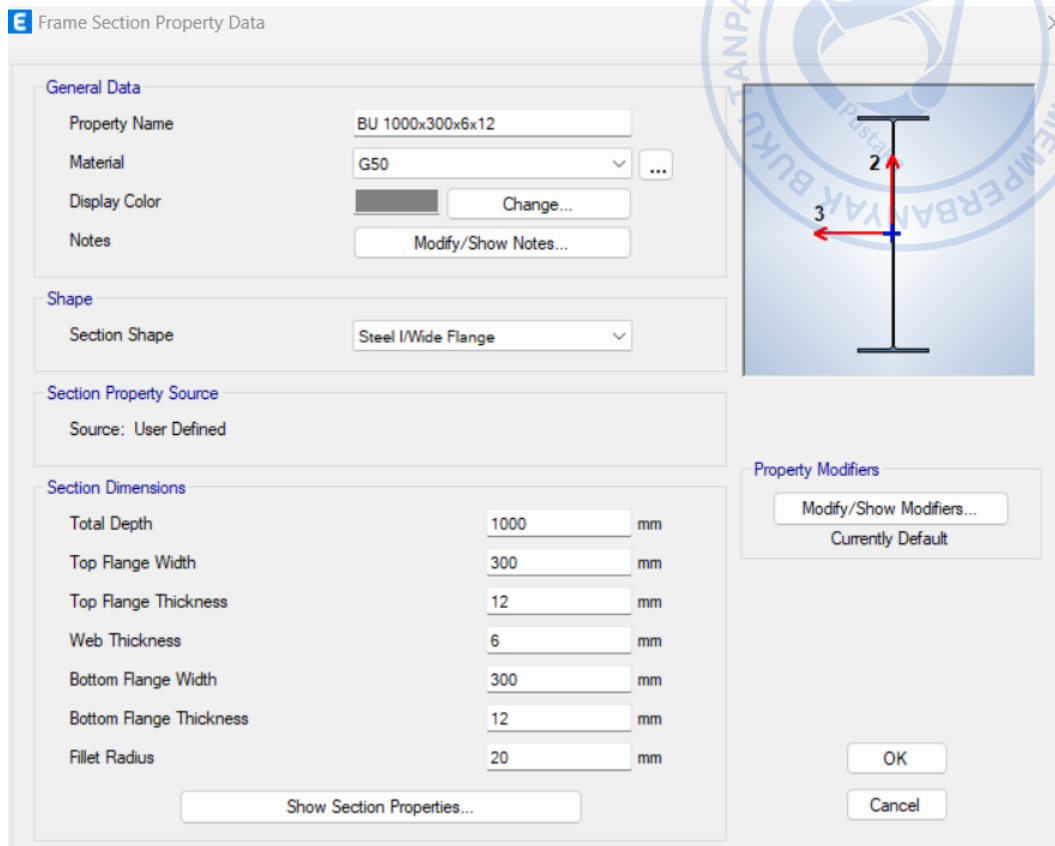 E Frame Section Property Data
General Data
Property Name BU 1000x300x6x12
Material G50 ...
Display Color Change...
Notes Modify/Show Notes...
Shape
Section Shape Steel I/Wide Flange
Section Property Source
Source: User Defined
Section Dimensions
Total Depth 1000 mm
Top Flange Width 300 mm
Top Flange Thickness 12 mm
Web Thickness 6 mm
Bottom Flange Width 300 mm
Bottom Flange Thickness 12 mm
Fillet Radius 20 mm
Show Section Properties...
2
3
Property Modifiers
Modify/Show Modifiers...
Currently Default
OK
Cancel
MEMPERBANYAK BUKU TANPA
Pustaka